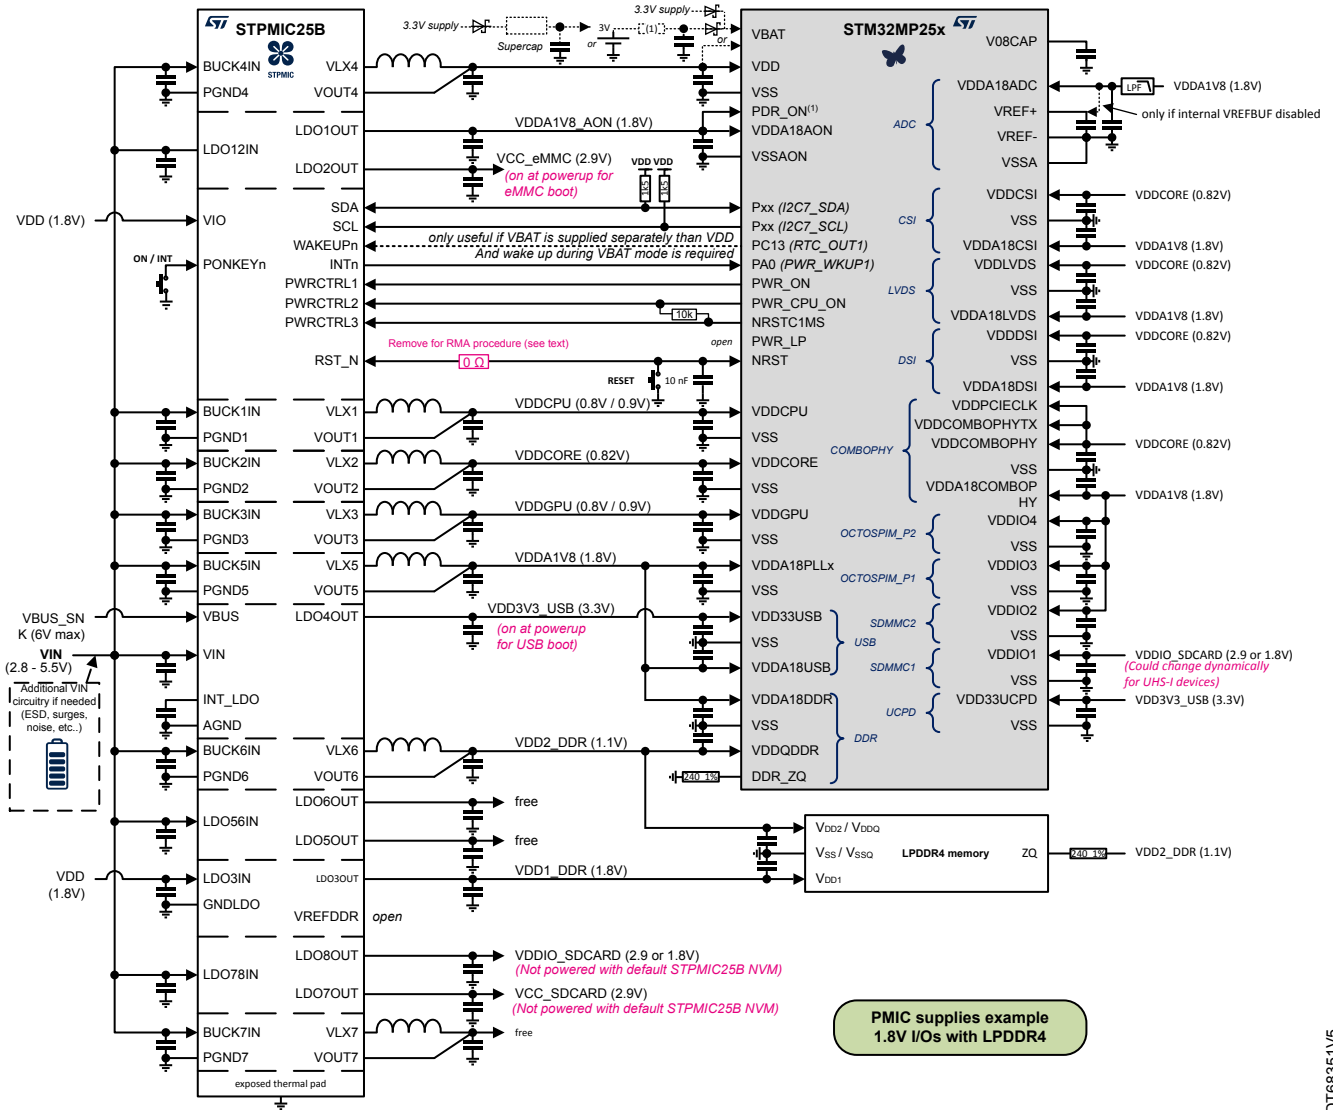 STPMIC25B
STPMIC
BUCK4IN
VLX4
PGND4
VOUT4
LDO1OUT
LDO12IN
LDO2OUT
SDA
VDD (1.8V)
VIO
SCL
WAKEUPn
ON / INT
PONKEYn
INTn
PWRCTRL1
PWRCTRL2
PWRCTRL3
RST_N
BUCK1IN
VLX1
PGND1
VOUT1
BUCK2IN
VLX2
PGND2
VOUT2
BUCK3IN
VLX3
PGND3
VOUT3
BUCK5IN
VLX5
PGND5
VOUT5
VBUS_SN
K (6V max)
VBUS
LDO4OUT
VIN
(2.8 - 5.5V)
VIN
Additional VIN
circuitry if needed
(ESD, surges,
noise, etc..)
INT_LDO
AGND
BUCK6IN
VLX6
PGND6
VOUT6
LDO6OUT
LDO56IN
LDO5OUT
VDD
(1.8V)
LDO3IN
LDO3OUT
GNDLDO
VREFDDR
open
LDO8OUT
LDO78IN
LDO7OUT
BUCK7IN
VLX7
PGND7
VOUT7
exposed thermal pad
3.3V supply
Supercap
or
3V
(1)
3.3V supply
or
VDDA1V8_AON (1.8V)
VCC_eMMC (2.9V)
(on at powerup for
eMMC boot)
VDD VDD
1k5
1k5
only useful if VBAT is supplied separately than VDD
And wake up during VBAT mode is required
10k
Remove for RMA procedure (see text)
0 Ω
open
RESET
10 nF
VDDCPU (0.8V / 0.9V)
VDDCORE (0.82V)
VDDGPU (0.8V / 0.9V)
VDDA1V8 (1.8V)
VDD3V3_USB (3.3V)
(on at powerup
for USB boot)
VDD2_DDR (1.1V)
240 1%
free
free
VDD1_DDR (1.8V)
VDDIO_SDCARD (2.9 or 1.8V)
(Not powered with default STPMIC25B NVM)
VCC_SDCARD (2.9V)
(Not powered with default STPMIC25B NVM)
free
STM32MP25x
VBAT
VDD
VSS
PDR_ON(1)
VDDA18AON
VSSAON
Pxx (I2C7_SDA)
Pxx (I2C7_SCL)
PC13 (RTC_OUT1)
PA0 (PWR_WKUP1)
PWR_ON
PWR_CPU_ON
NRSTC1MS
PWR_LP
NRST
VDDCPU
VSS
VDDCORE
VSS
VDDGPU
VSS
VDDA18PLLx
VSS
VDD33USB
VSS
USB
VDDA18USB
VDDA18DDR
VSS
DDR
VDDQDDR
DDR_ZQ
V08CAP
VDDA18ADC
VREF+
ADC
VREF-
VSSA
VDDCSI
CSI
VSS
VDDA18CSI
VDDLVDS
LVDS
VSS
VDDA18LVDS
VDDDSI
DSI
VSS
VDDA18DSI
VDDPCIECLK
VDDCOMBOPHYTX
VDDCOMBOPHY
COMBOPHY
VSS
VDDA18COMBOP
HY
VDDIO4
OCTOSPIM_P2
VSS
VDDIO3
OCTOSPIM_P1
VSS
VDDIO2
SDMMC2
VSS
VDDIO1
SDMMC1
VSS
VDD33UCPD
UCPD
VSS
LPF
VDDA1V8 (1.8V)
only if internal VREFBUF disabled
VDDCORE (0.82V)
VDDA1V8 (1.8V)
VDDCORE (0.82V)
VDDA1V8 (1.8V)
VDDCORE (0.82V)
VDDA1V8 (1.8V)
VDDCORE (0.82V)
VDDA1V8 (1.8V)
VDDIO_SDCARD (2.9 or 1.8V)
(Could change dynamically
for UHS-I devices)
VDD3V3_USB (3.3V)
VDD2 / VDDQ
VSS / VSSQ
LPDDR4 memory
ZQ
240 1%
VDD2_DDR (1.1V)
VDD1
PMIC supplies example
1.8V I/Os with LPDDR4